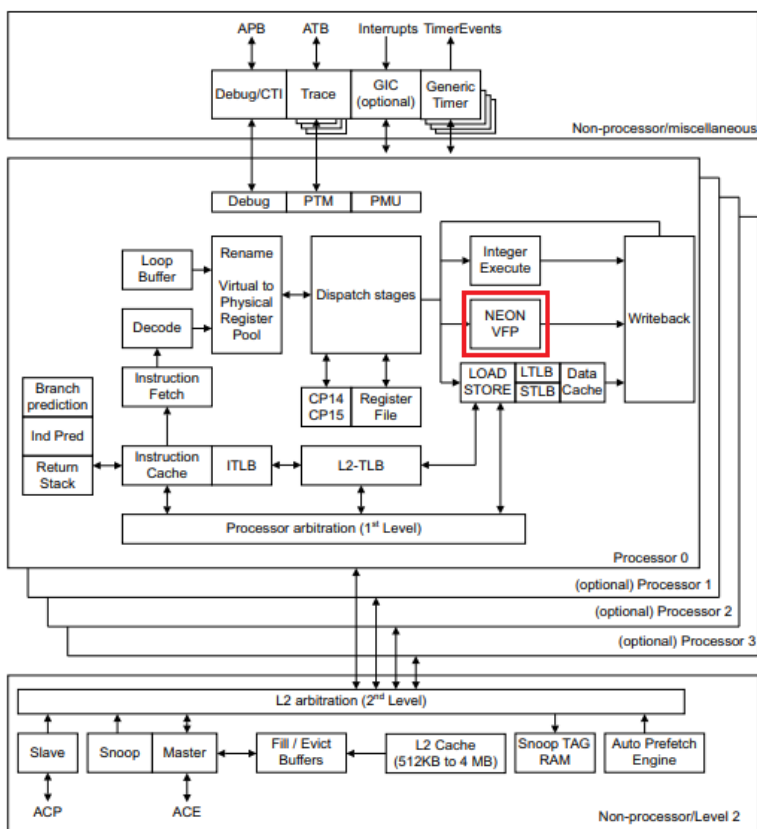 APB
ATB
Interrupts
TimerEvents
Debug/CTI
Trace
GIC
(optional)
Generic
Timer
Non-processor/miscellaneous
Debug
PTM
PMU
Loop
Buffer
Rename
Virtual to
Physical
Register
Pool
Dispatch stages
Integer
Execute
Writeback
NEON
VFP
Decode
LOAD
STORE
LTLB
STLB
Data
Cache
Instruction
Fetch
CP14
CP15
Register
File
Branch
prediction
Ind Pred
Return
Stack
Instruction
Cache
ITLB
L2-TLB
Processor arbitration (1st Level)
Processor 0
(optional) Processor 1
(optional) Processor 2
(optional) Processor 3
L2 arbitration (2nd Level)
Slave
Snoop
Master
Fill / Evict
Buffers
L2 Cache
(512KB to 4 MB)
Snoop TAG
RAM
Auto Prefetch
Engine
ACP
ACE
Non-processor/Level 2